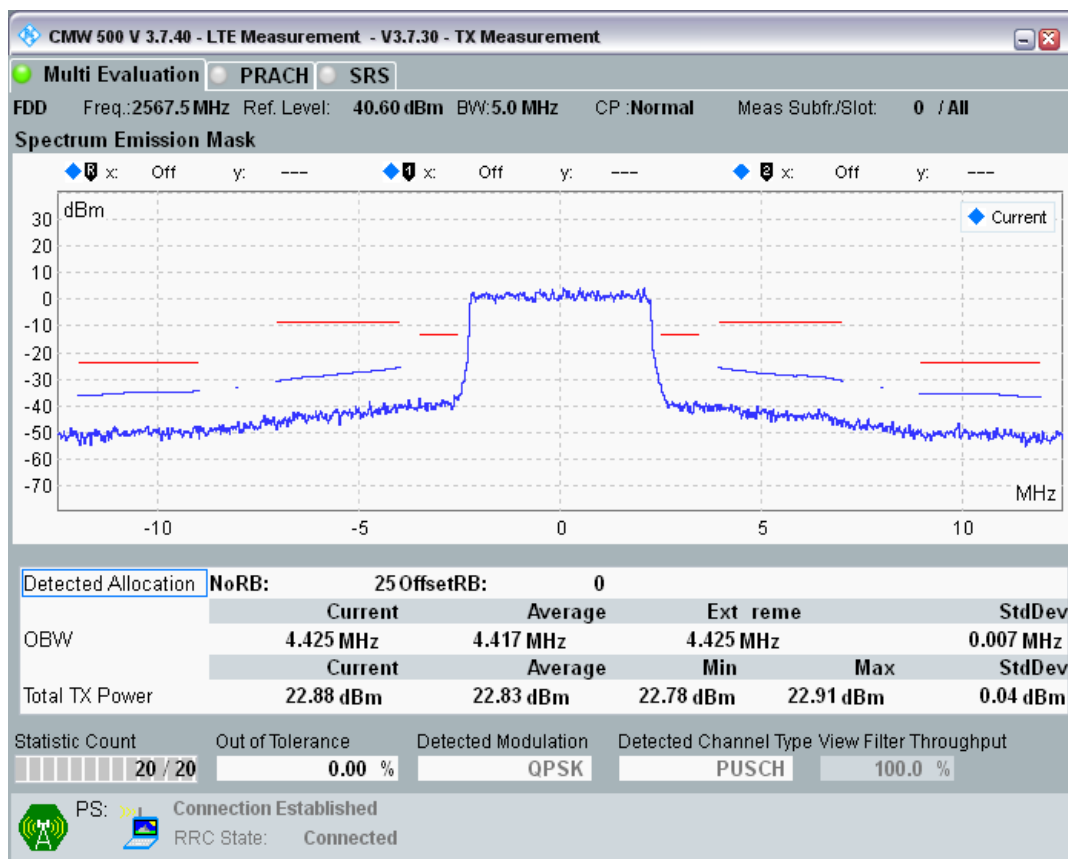 CMW 500 V 3.7.40 - LTE Measurement - V3.7.30 - TX Measurement
Multi Evaluation PRACH SRS
FDD Freq.:2567.5 MHz Ref. Level: 40.60 dBm BW:5.0 MHz CP :Normal Meas Subfr./Slot: 0 / All
Spectrum Emission Mask
R x: Off y: --- 1 x: Off y: --- 2 x: Off y: ---
dBm
Current
30
20
10
0
-10
-20
-30
-40
-50
-60
-70
MHz
-10 -5 0 5 10
Detected Allocation NoRB: 25 OffsetRB: 0
Current Average Ext reme StdDev
OBW 4.425 MHz 4.417 MHz 4.425 MHz 0.007 MHz
Current Average Min Max StdDev
Total TX Power 22.88 dBm 22.83 dBm 22.78 dBm 22.91 dBm 0.04 dBm
Statistic Count Out of Tolerance Detected Modulation Detected Channel Type View Filter Throughput
20 / 20 0.00 % QPSK PUSCH 100.0 %
PS: Connection Established
RRC State: Connected